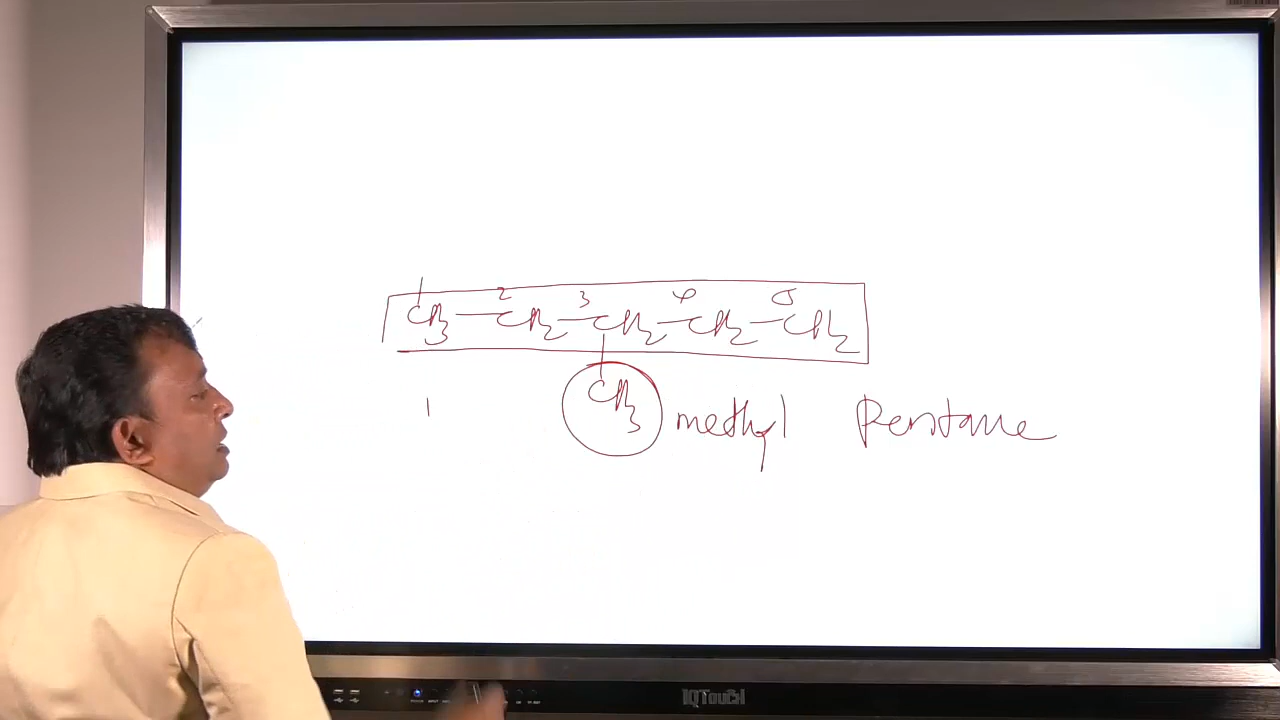 1 2 3 4 5
CH3 — CH2 — CH2 — CH2 — CH2
CH3 methyl Pentane
1
IQTouch